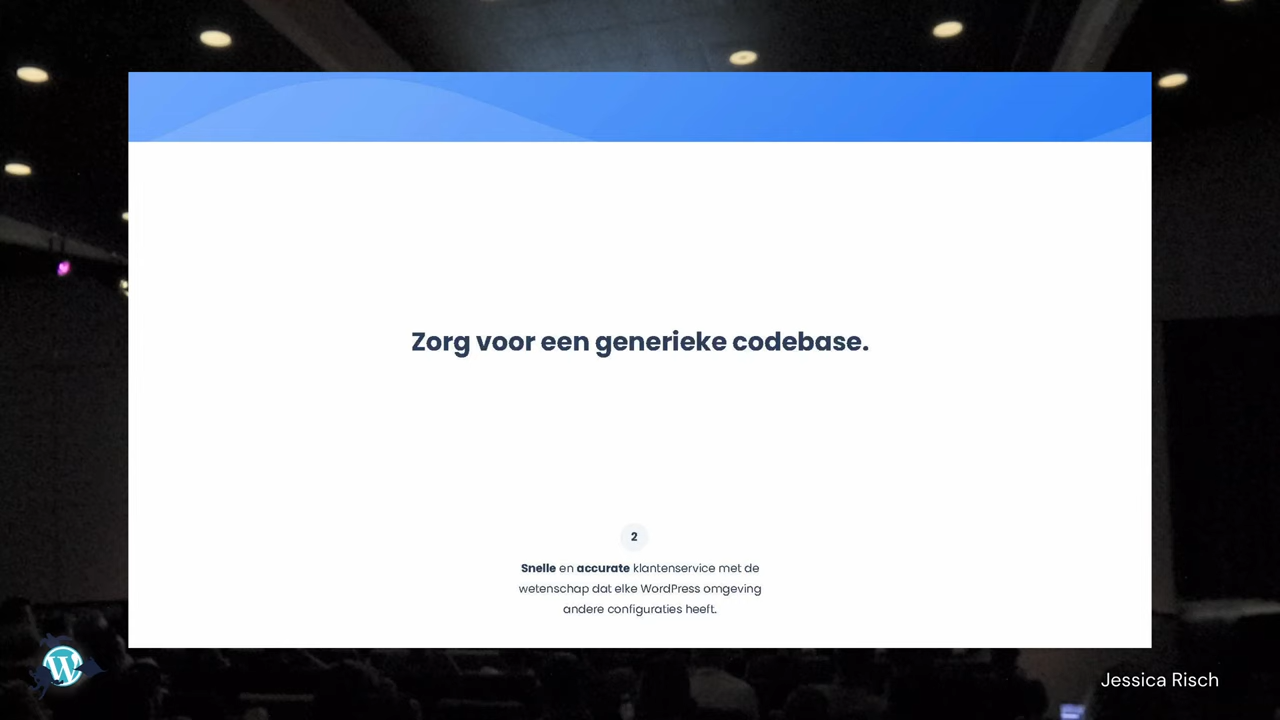 Zorg voor een generieke codebase.
2
Snelle en accurate klantenservice met de
wetenschap dat elke WordPress omgeving
andere configuraties heeft.
Jessica Risch